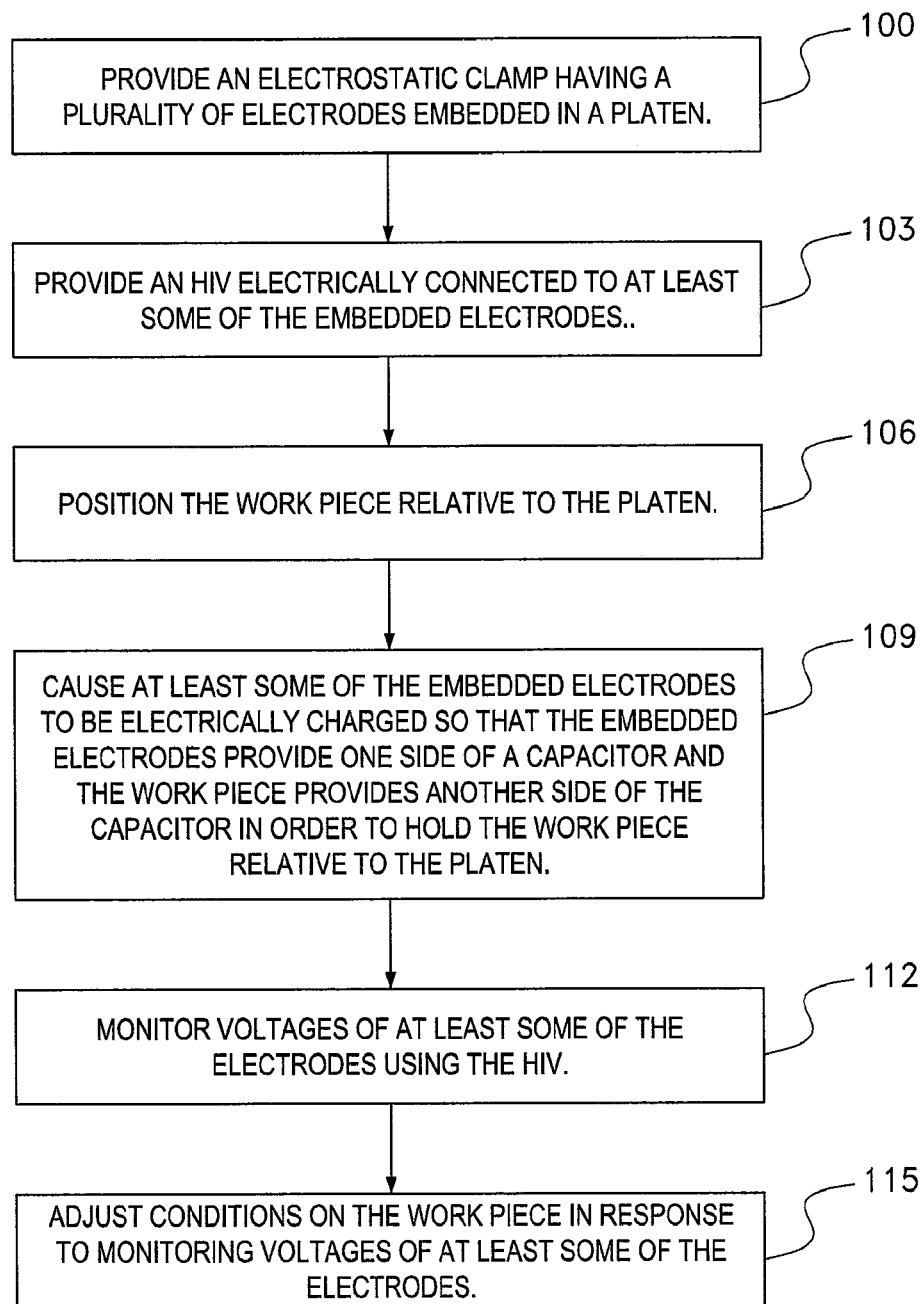 100
PROVIDE AN ELECTROSTATIC CLAMP HAVING A
PLURALITY OF ELECTRODES EMBEDDED IN A PLATEN.
103
PROVIDE AN HIV ELECTRICALLY CONNECTED TO AT LEAST
SOME OF THE EMBEDDED ELECTRODES..
106
POSITION THE WORK PIECE RELATIVE TO THE PLATEN.
109
CAUSE AT LEAST SOME OF THE EMBEDDED ELECTRODES
TO BE ELECTRICALLY CHARGED SO THAT THE EMBEDDED
ELECTRODES PROVIDE ONE SIDE OF A CAPACITOR AND
THE WORK PIECE PROVIDES ANOTHER SIDE OF THE
CAPACITOR IN ORDER TO HOLD THE WORK PIECE
RELATIVE TO THE PLATEN.
112
MONITOR VOLTAGES OF AT LEAST SOME OF THE
ELECTRODES USING THE HIV.
115
ADJUST CONDITIONS ON THE WORK PIECE IN RESPONSE
TO MONITORING VOLTAGES OF AT LEAST SOME OF THE
ELECTRODES.